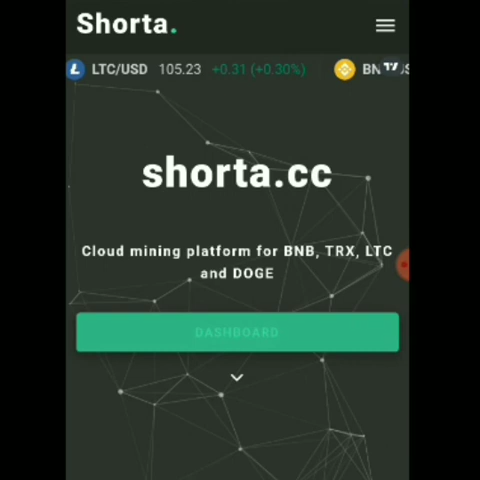 Shorta.
LTC/USD 105.23 +0.31 (+0.30%)
shorta.cc
Cloud mining platform for BNB, TRX, LTC
and DOGE
DASHBOARD